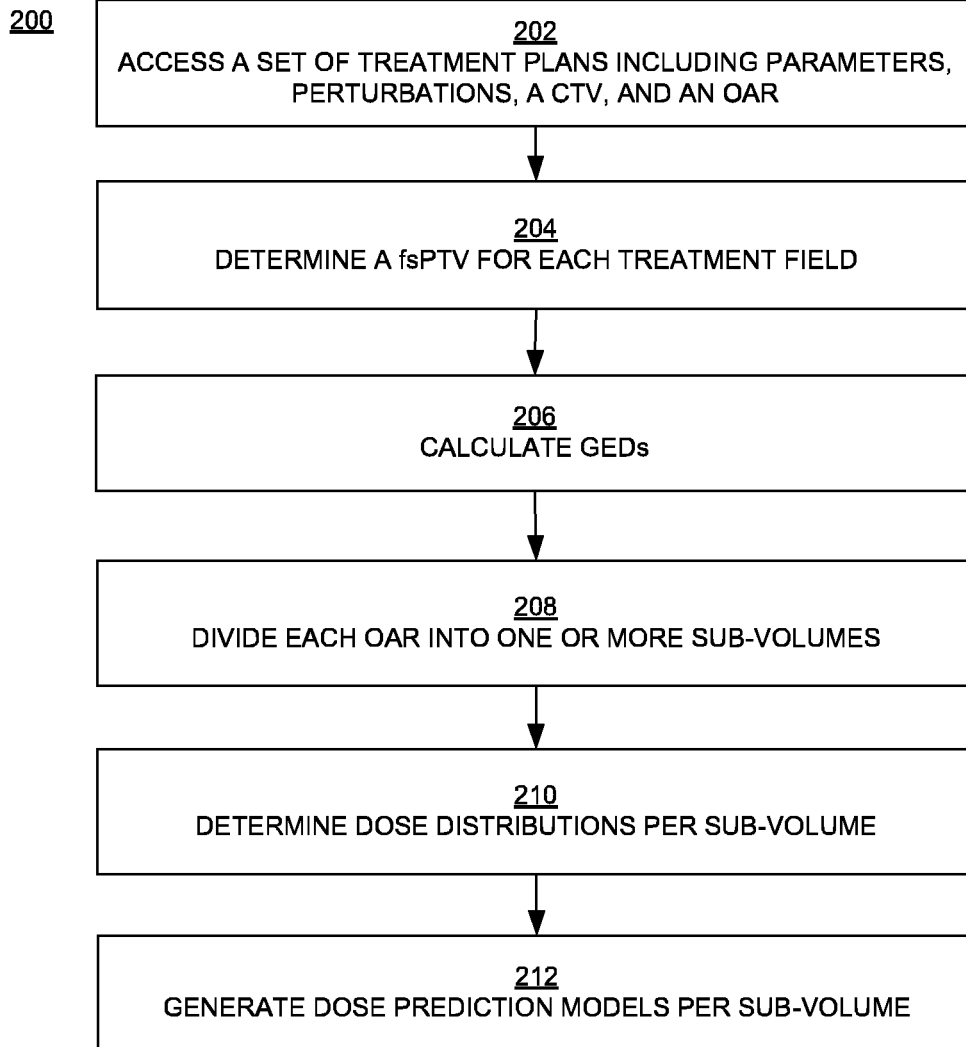 200
202
ACCESS A SET OF TREATMENT PLANS INCLUDING PARAMETERS,
PERTURBATIONS, A CTV, AND AN OAR
204
DETERMINE A fsPTV FOR EACH TREATMENT FIELD
206
CALCULATE GEDs
208
DIVIDE EACH OAR INTO ONE OR MORE SUB-VOLUMES
210
DETERMINE DOSE DISTRIBUTIONS PER SUB-VOLUME
212
GENERATE DOSE PREDICTION MODELS PER SUB-VOLUME